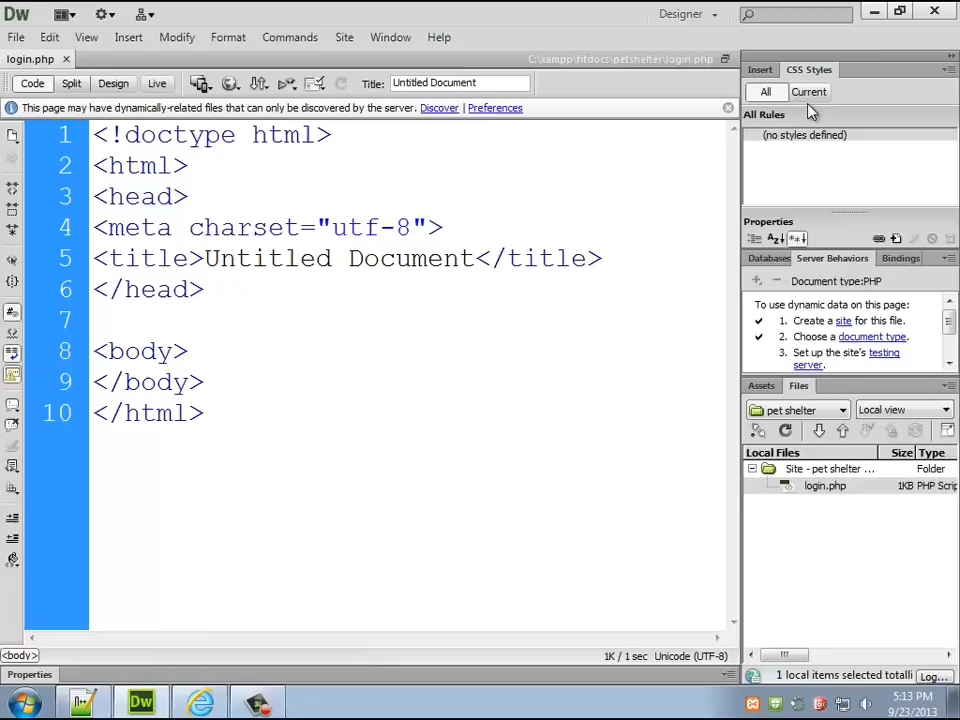 Dw
Designer
File Edit View Insert Modify Format Commands Site Window Help
login.php
C:\xampp\htdocs\petshelter\login.php
Code Split Design Live Title: Untitled Document
This page may have dynamically-related files that can only be discovered by the server. Discover | Preferences
1 <!doctype html>
2 <html>
3 <head>
4 <meta charset="utf-8">
5 <title>Untitled Document</title>
6 </head>
7
8 <body>
9 </body>
10 </html>
<body>
1K / 1 sec Unicode (UTF-8)
Properties
Insert CSS Styles
All Current
All Rules
(no styles defined)
Properties
Databases Server Behaviors Bindings
Document type:PHP
To use dynamic data on this page:
1. Create a site for this file.
2. Choose a document type.
3. Set up the site's testing
server.
Assets Files
pet shelter Local view
Local Files Size Type
Site - pet shelter ... Folder
login.php 1KB PHP Scrip
1 local items selected totalli Log...
Dw
5:13 PM
9/23/2013